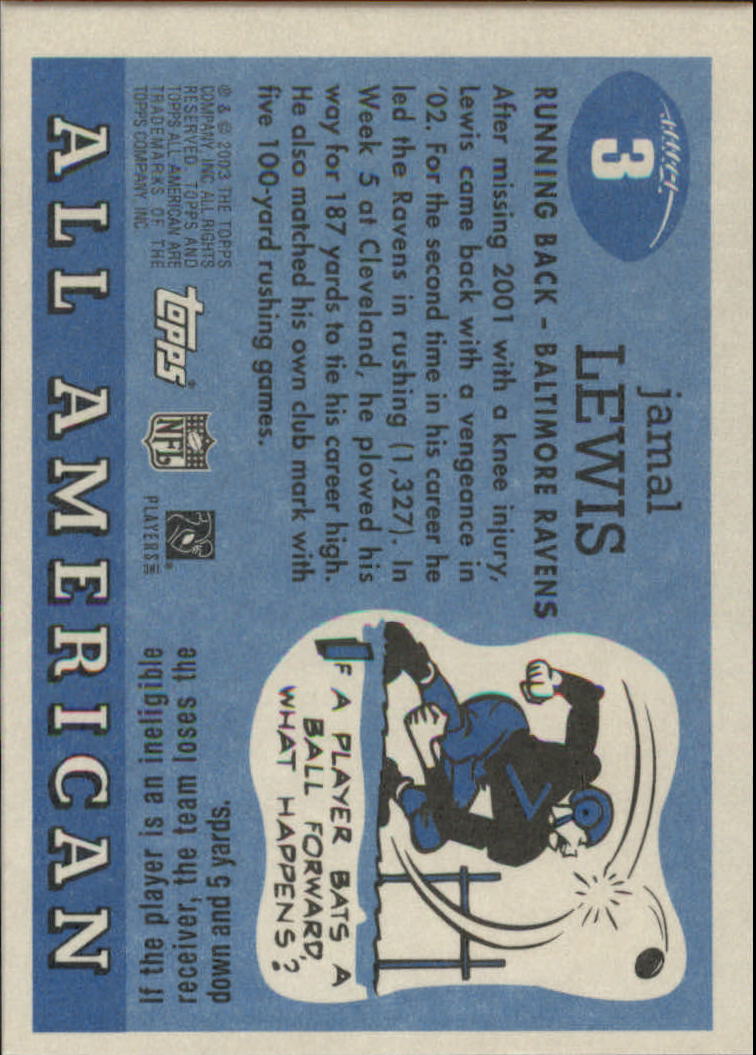 3
jamal
LEWIS
RUNNING BACK – BALTIMORE RAVENS
After missing 2001 with a knee injury,
Lewis came back with a vengeance in
'02. For the second time in his career he
led the Ravens in rushing (1,327). In
Week 5 at Cleveland, he plowed his
way for 187 yards to tie his career high.
He also matched his own club mark with
five 100-yard rushing games.
® & © 2003 THE TOPPS
COMPANY, INC. ALL RIGHTS
RESERVED. TOPPS AND
TOPPS ALL AMERICAN ARE
TRADEMARKS OF THE
TOPPS COMPANY, INC.
topps®
NFL
PLAYERS INC
IF A PLAYER BATS A
BALL FORWARD,
WHAT HAPPENS?
If the player is an ineligible
receiver, the team loses the
down and 5 yards.
ALL AMERICAN